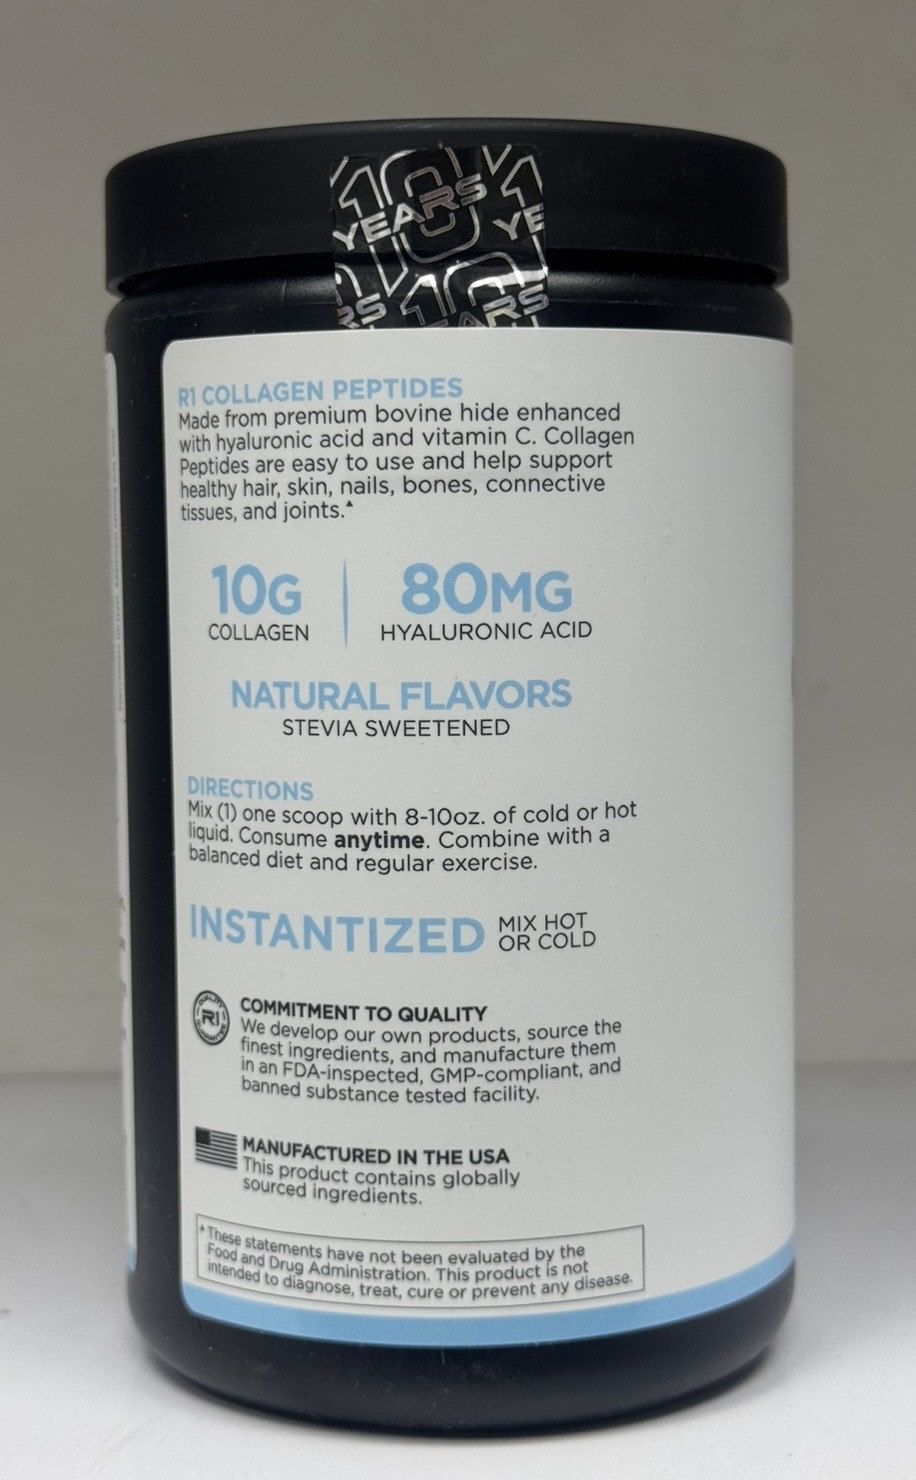 10 YEARS
R1 COLLAGEN PEPTIDES
Made from premium bovine hide enhanced
with hyaluronic acid and vitamin C. Collagen
Peptides are easy to use and help support
healthy hair, skin, nails, bones, connective
tissues, and joints.▲
10G
COLLAGEN
80MG
HYALURONIC ACID
NATURAL FLAVORS
STEVIA SWEETENED
DIRECTIONS
Mix (1) one scoop with 8-10oz. of cold or hot
liquid. Consume anytime. Combine with a
balanced diet and regular exercise.
INSTANTIZED
MIX HOT
OR COLD
QUALITY
R1
GUARANTEE
COMMITMENT TO QUALITY
We develop our own products, source the
finest ingredients, and manufacture them
in an FDA-inspected, GMP-compliant, and
banned substance tested facility.
MANUFACTURED IN THE USA
This product contains globally
sourced ingredients.
▲These statements have not been evaluated by the
Food and Drug Administration. This product is not
intended to diagnose, treat, cure or prevent any disease.